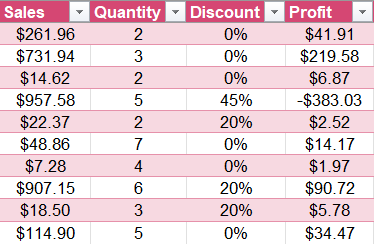 Sales Quantity Discount Profit
$261.96 2 0% $41.91
$731.94 3 0% $219.58
$14.62 2 0% $6.87
$957.58 5 45% -$383.03
$22.37 2 20% $2.52
$48.86 7 0% $14.17
$7.28 4 0% $1.97
$907.15 6 20% $90.72
$18.50 3 20% $5.78
$114.90 5 0% $34.47